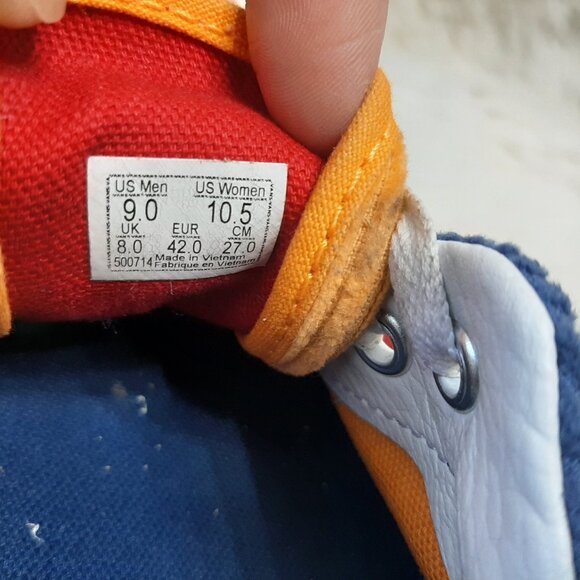 US Men US Women
9.0 10.5
UK EUR CM
8.0 42.0 27.0
500714 Made in Vietnam
Fabrique en Vietnam